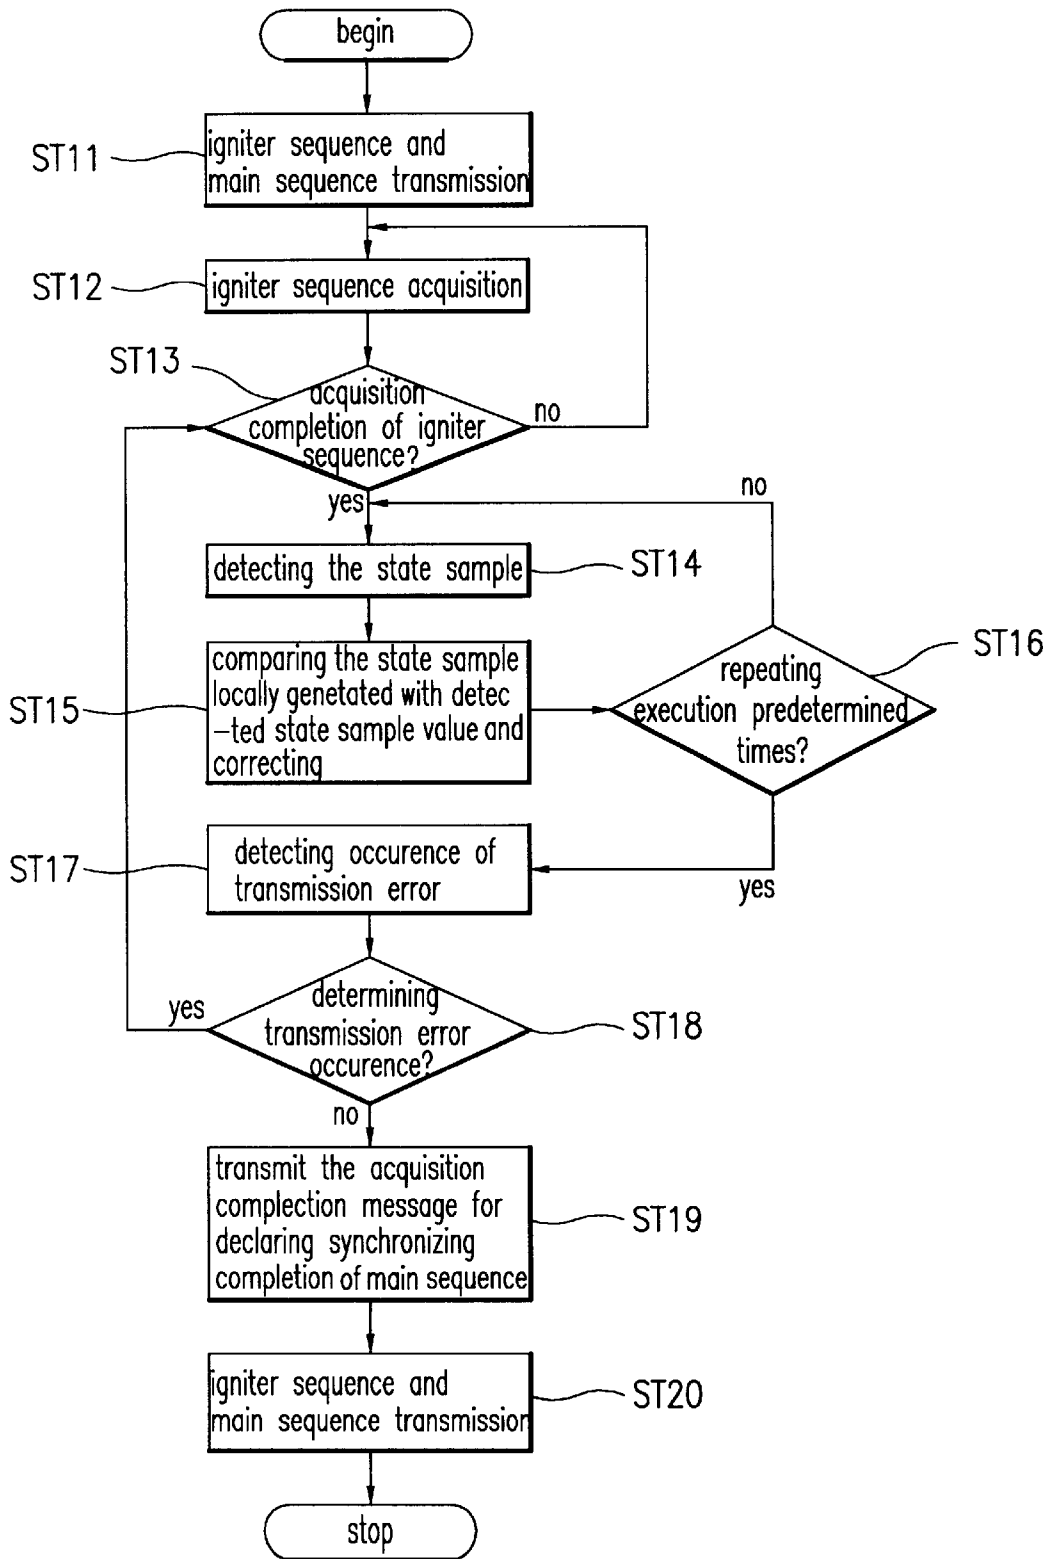 begin
ST11
igniter sequence and
main sequence transmission
ST12
igniter sequence acquisition
ST13
acquisition
completion of igniter
sequence?
no
yes
no
detecting the state sample
ST14
ST15
comparing the state sample
locally genetated with detec
-ted state sample value and
correcting
ST16
repeating
execution predetermined
times?
yes
ST17
detecting occurence of
transmission error
yes
determining
transmission error
occurence?
ST18
no
transmit the acquisition
complection message for
declaring synchronizing
completion of main sequence
ST19
igniter sequence and
main sequence transmission
ST20
stop